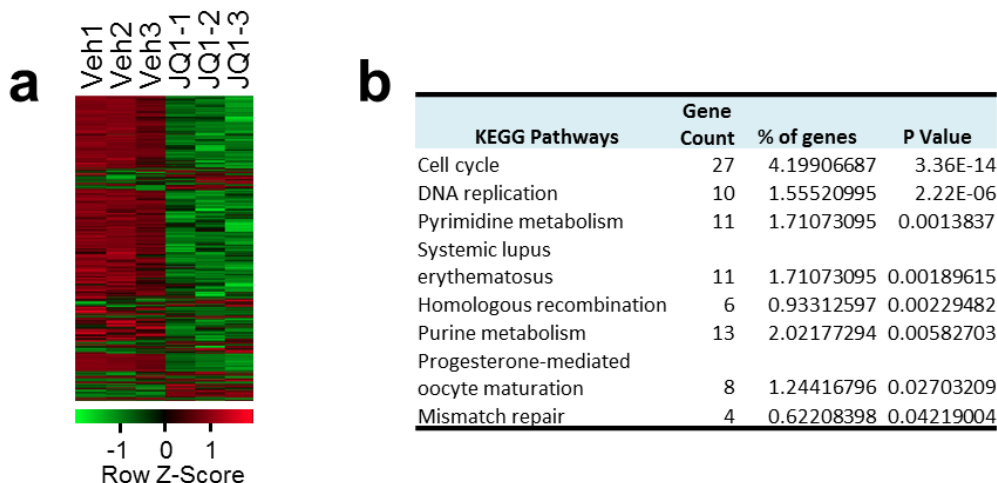 a
Veh1 Veh2 Veh3 JQ1-1 JQ1-2 JQ1-3
-1 0 1
Row Z-Score
b
KEGG Pathways Gene Count % of genes P Value
Cell cycle 27 4.19906687 3.36E-14
DNA replication 10 1.55520995 2.22E-06
Pyrimidine metabolism 11 1.71073095 0.0013837
Systemic lupus
erythematosus 11 1.71073095 0.00189615
Homologous recombination 6 0.93312597 0.00229482
Purine metabolism 13 2.02177294 0.00582703
Progesterone-mediated
oocyte maturation 8 1.24416796 0.02703209
Mismatch repair 4 0.62208398 0.04219004